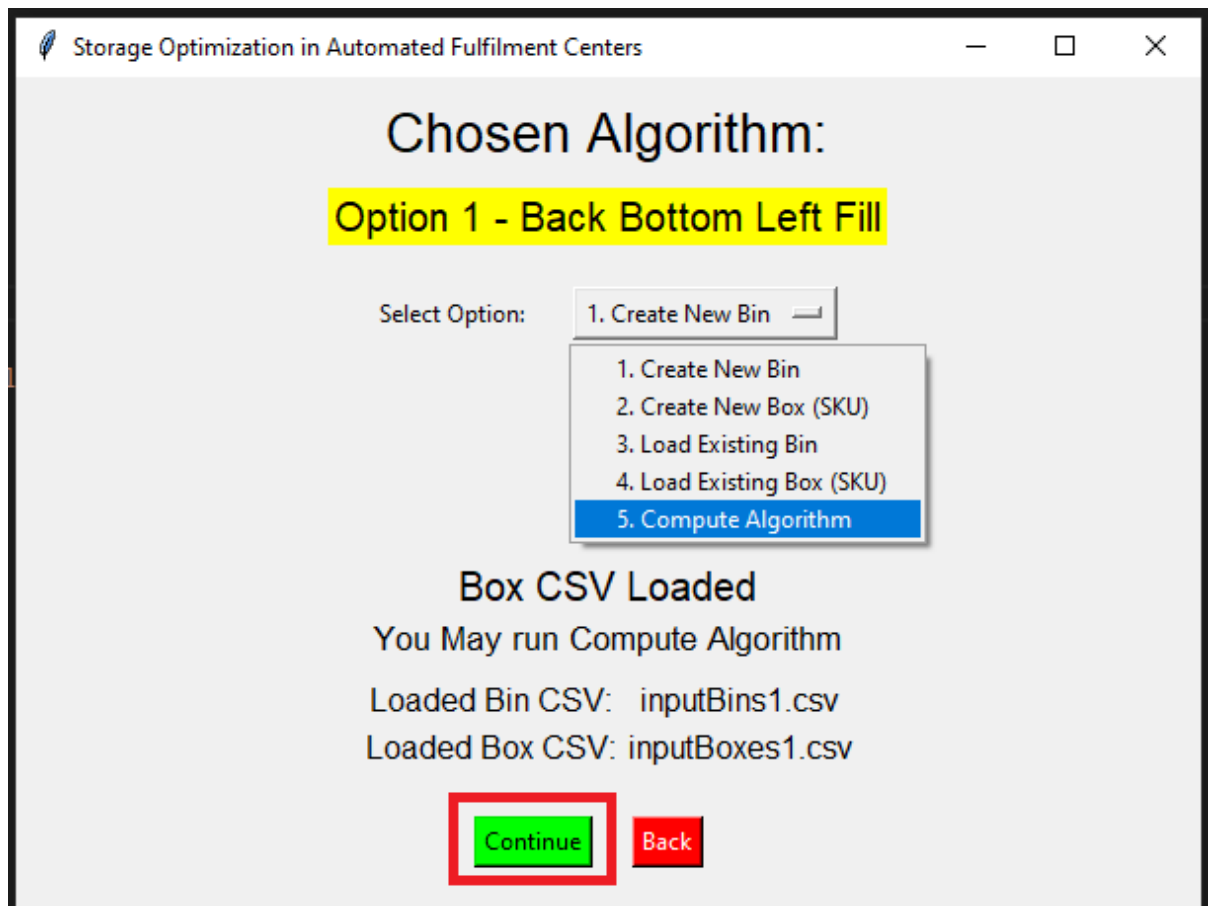 Storage Optimization in Automated Fulfilment Centers
Chosen Algorithm:
Option 1 - Back Bottom Left Fill
Select Option: 1. Create New Bin
1. Create New Bin
2. Create New Box (SKU)
3. Load Existing Bin
4. Load Existing Box (SKU)
5. Compute Algorithm
Box CSV Loaded
You May run Compute Algorithm
Loaded Bin CSV: inputBins1.csv
Loaded Box CSV: inputBoxes1.csv
Continue Back